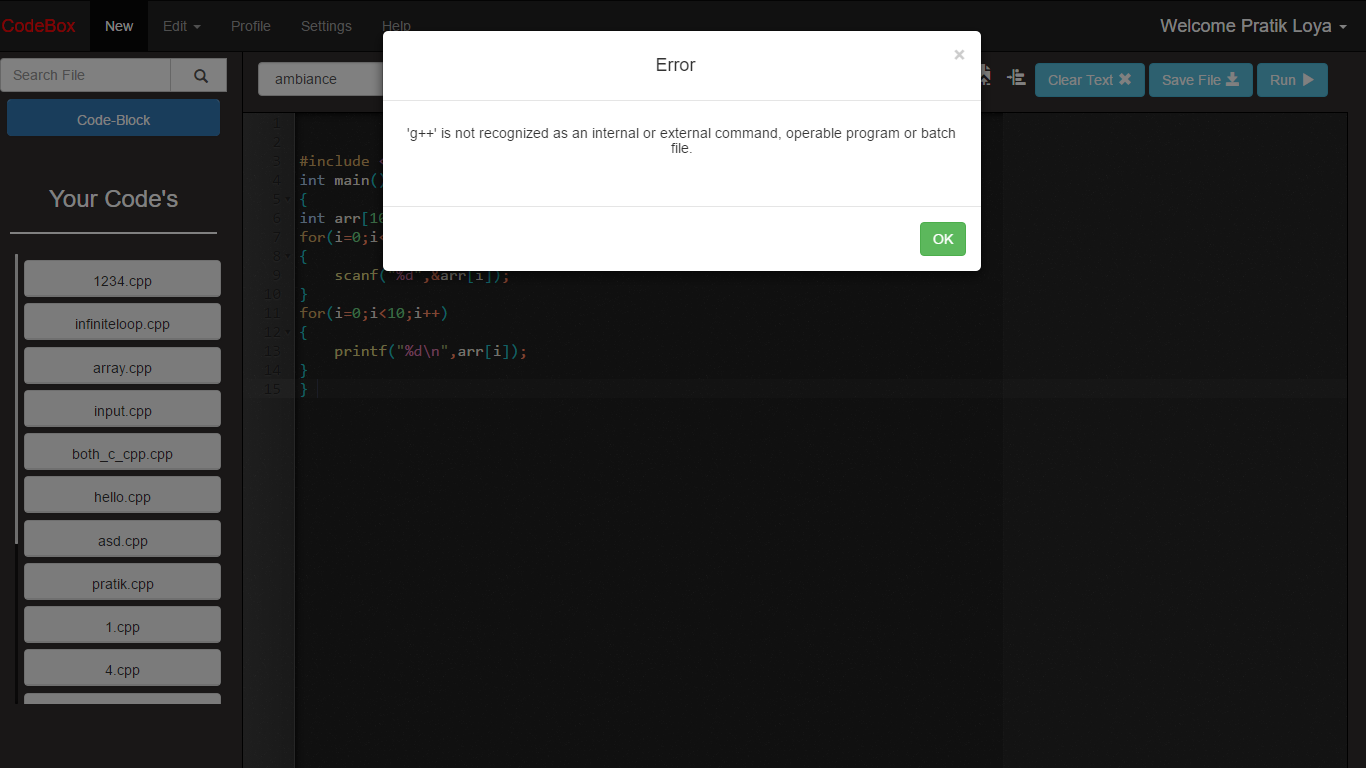 CodeBox New Edit Profile Settings Help Welcome Pratik Loya
Search File
Code-Block
Your Code's
1234.cpp
infiniteloop.cpp
array.cpp
input.cpp
both_c_cpp.cpp
hello.cpp
asd.cpp
pratik.cpp
1.cpp
4.cpp
ambiance
Clear Text Save File Run
Error ×
'g++' is not recognized as an internal or external command, operable program or batch
file.
OK
1
2
3 #include <
4 int main()
5 {
6 int arr[10
7 for(i=0;i<
8 {
9 scanf("%d",&arr[i]);
10 }
11 for(i=0;i<10;i++)
12 {
13 printf("%d\n",arr[i]);
14 }
15 }